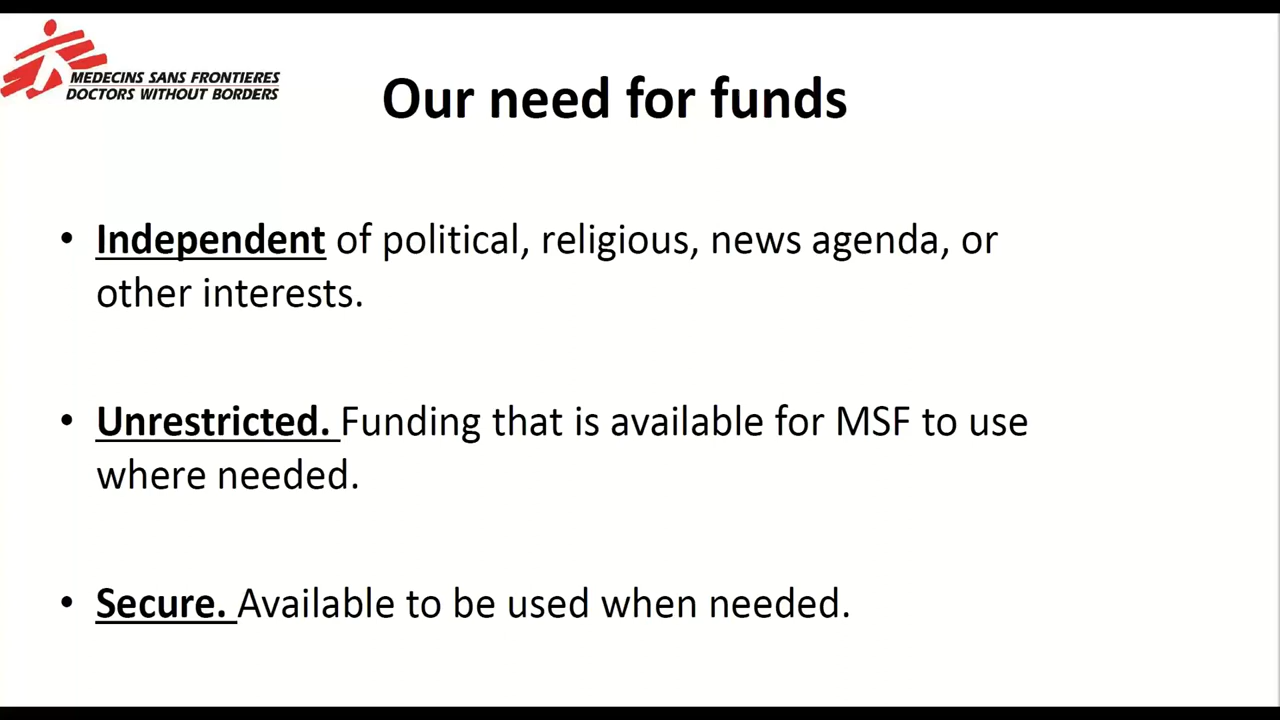 MEDECINS SANS FRONTIERES
DOCTORS WITHOUT BORDERS
Our need for funds
• Independent of political, religious, news agenda, or
other interests.
• Unrestricted. Funding that is available for MSF to use
where needed.
• Secure. Available to be used when needed.